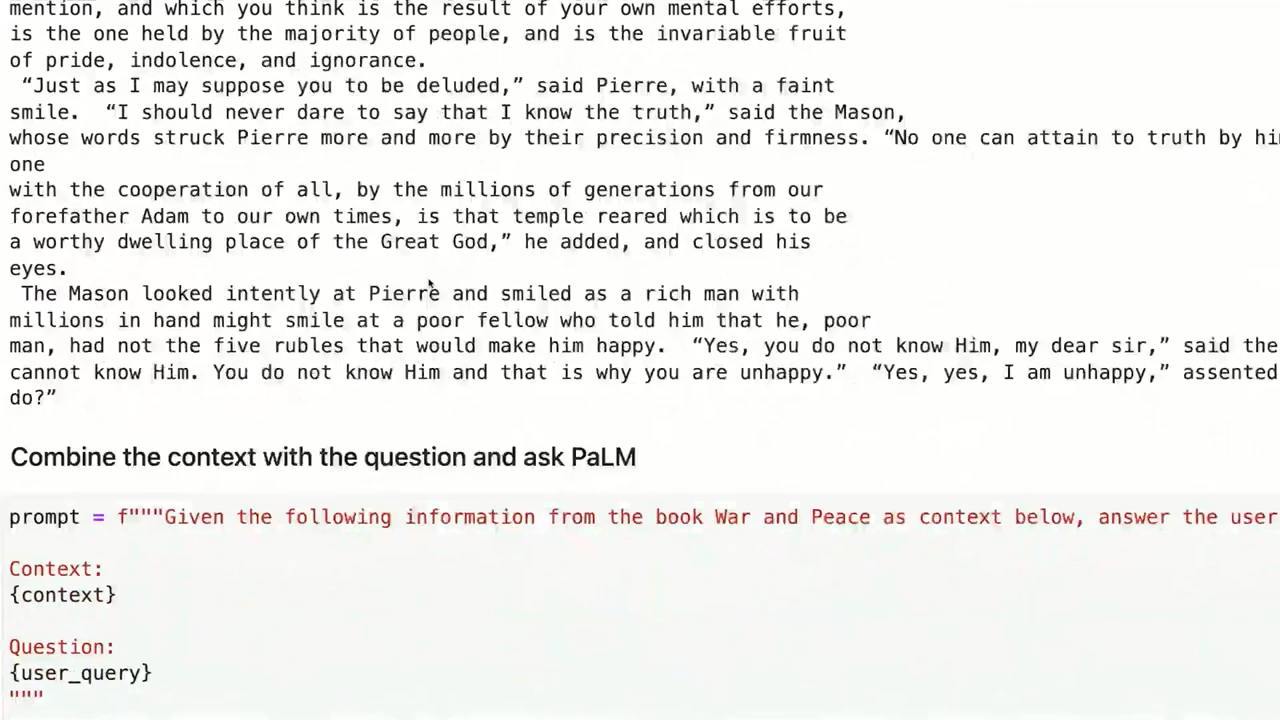 mention, and which you think is the result of your own mental efforts,
is the one held by the majority of people, and is the invariable fruit
of pride, indolence, and ignorance.
“Just as I may suppose you to be deluded,” said Pierre, with a faint
smile.  “I should never dare to say that I know the truth,” said the Mason,
whose words struck Pierre more and more by their precision and firmness. “No one can attain to truth by
one
with the cooperation of all, by the millions of generations from our
forefather Adam to our own times, is that temple reared which is to be
a worthy dwelling place of the Great God,” he added, and closed his
eyes.
The Mason looked intently at Pierre and smiled as a rich man with
millions in hand might smile at a poor fellow who told him that he, poor
man, had not the five rubles that would make him happy.  “Yes, you do not know Him, my dear sir,” said the
cannot know Him. You do not know Him and that is why you are unhappy.”  “Yes, yes, I am unhappy,” assented
do?”
Combine the context with the question and ask PaLM
prompt = f"""Given the following information from the book War and Peace as context below, answer the user
Context:
{context}
Question:
{user_query}
"""